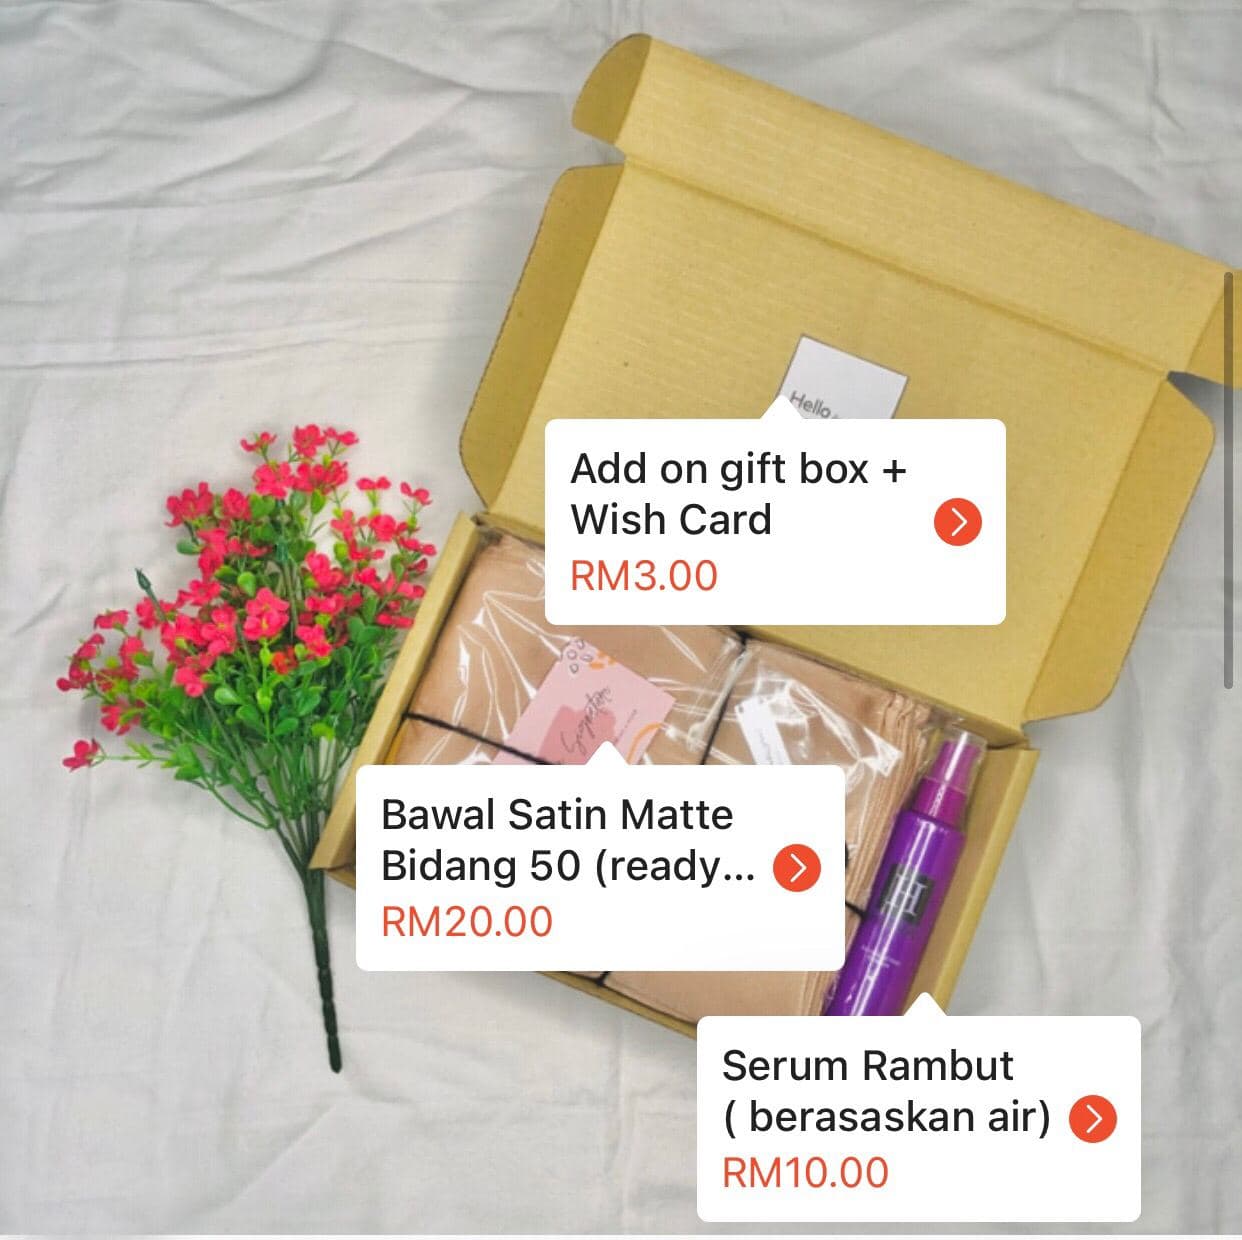 Hello
Add on gift box +
Wish Card
RM3.00
Bawal Satin Matte
Bidang 50 (ready...
RM20.00
H
Serum Rambut
( berasaskan air)
RM10.00